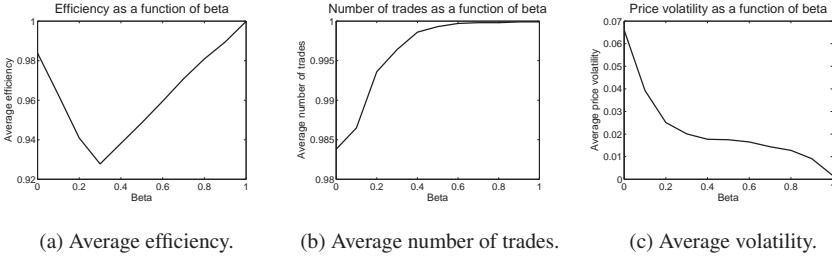 Efficiency as a function of beta
1
0.98
0.96
0.94
0.92
0 0.2 0.4 0.6 0.8 1
Average efficiency
Beta
(a) Average efficiency.
Number of trades as a function of beta
1
0.995
0.99
0.985
0.98
0 0.2 0.4 0.6 0.8 1
Average number of trades
Beta
(b) Average number of trades.
Price volatility as a function of beta
0.07
0.06
0.05
0.04
0.03
0.02
0.01
0
0 0.2 0.4 0.6 0.8 1
Average price volatility
Beta
(c) Average volatility.